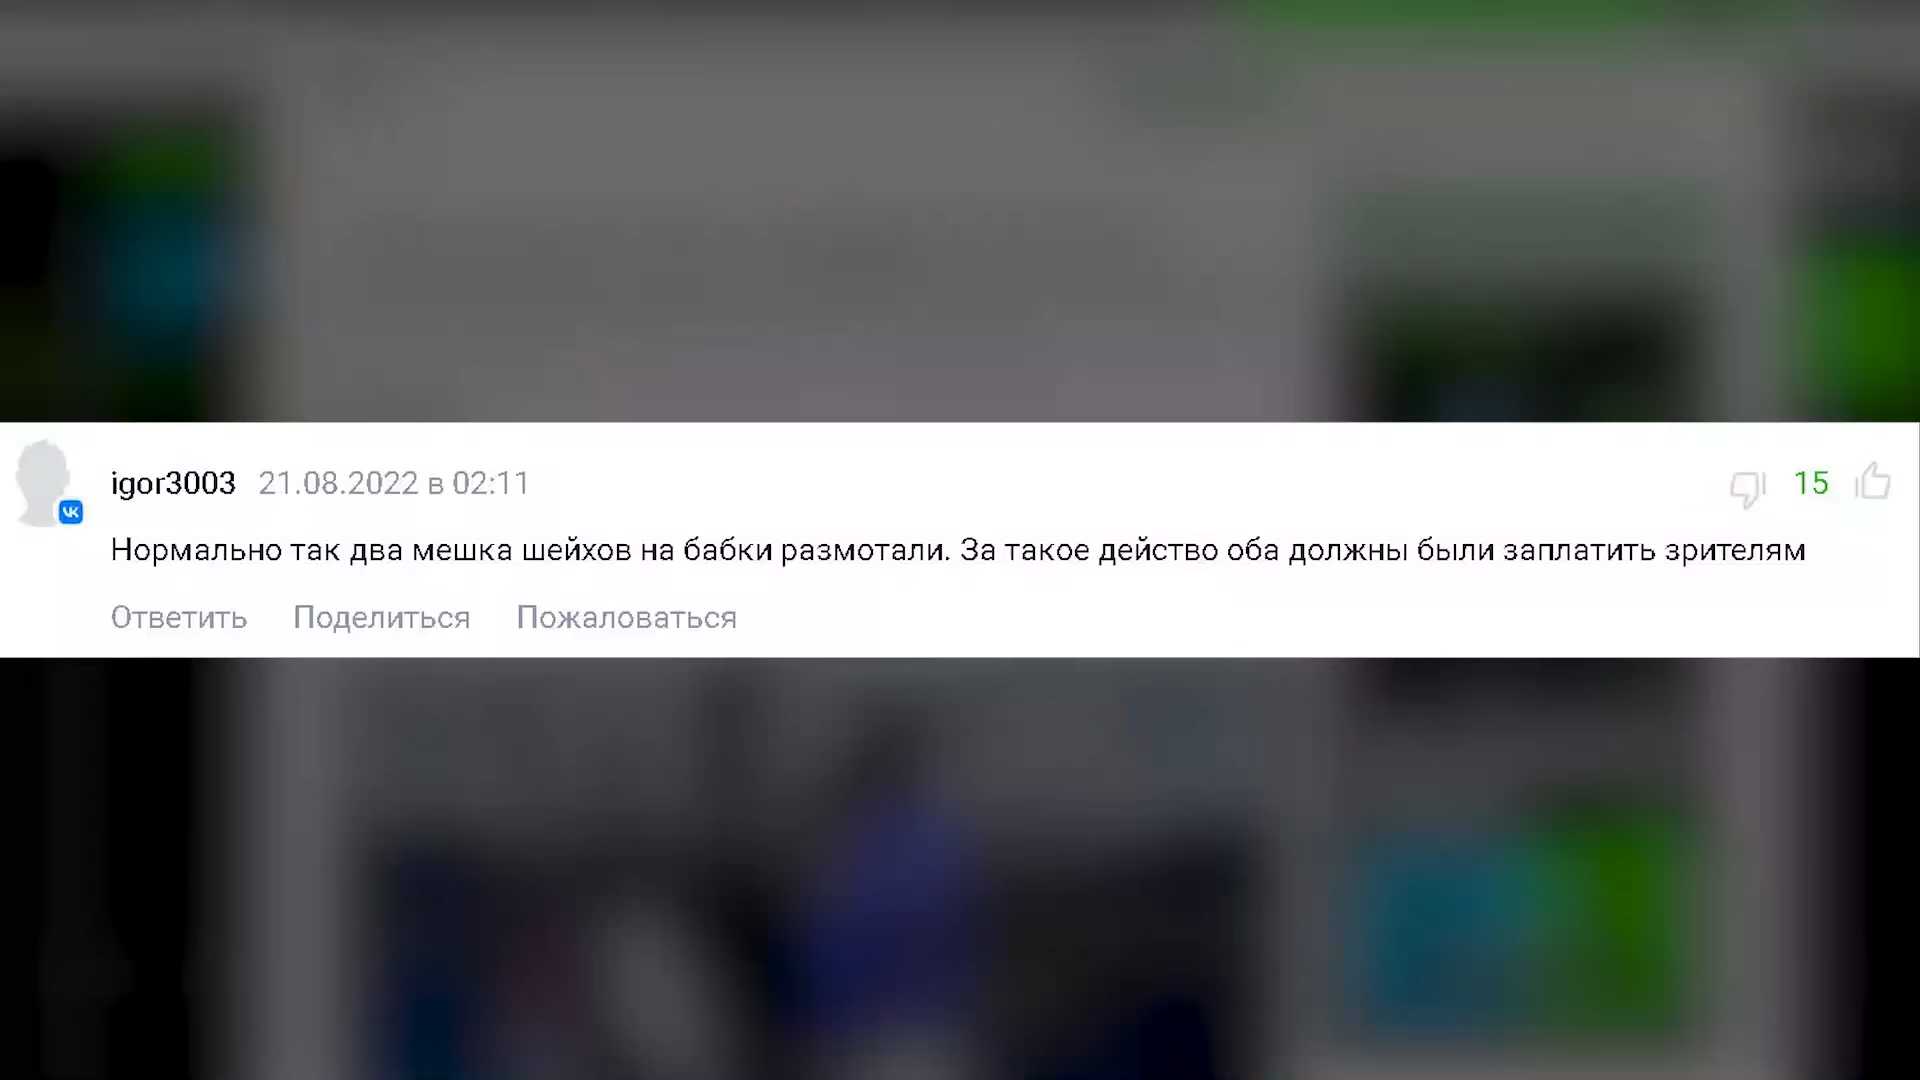 igor3003 21.08.2022 в 02:11 15
Нормально так два мешка шейхов на бабки размотали. За такое действо оба должны были заплатить зрителям
Ответить Поделиться Пожаловаться